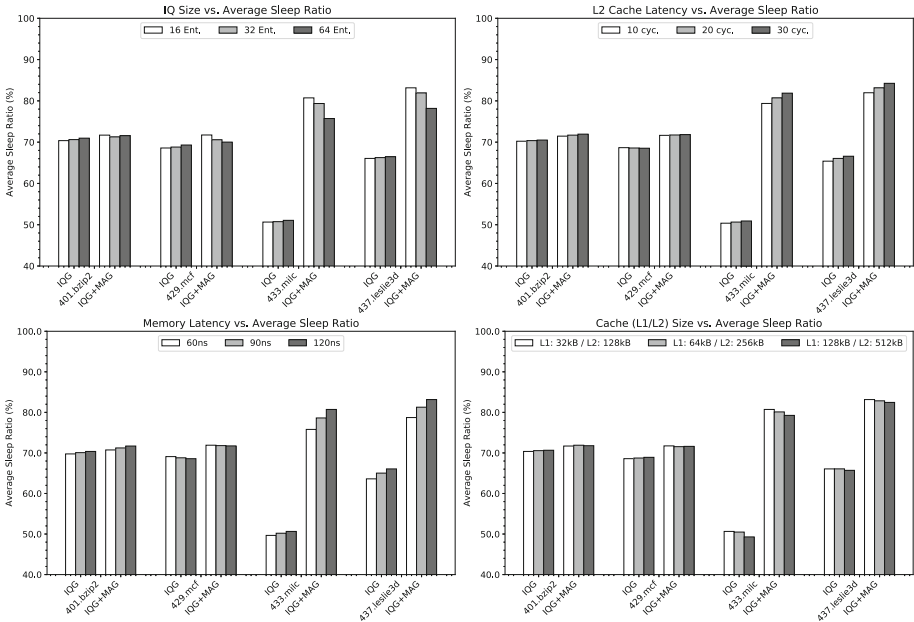 IQ Size vs. Average Sleep Ratio
16 Ent. 32 Ent. 64 Ent.
Average Sleep Ratio (%)
100
90
80
70
60
50
40
IQG 401.bzip2 IQG+MAG IQG 429.mcf IQG+MAG IQG 433.milc IQG+MAG IQG 437.leslie3d IQG+MAG
L2 Cache Latency vs. Average Sleep Ratio
10 cyc. 20 cyc. 30 cyc.
Average Sleep Ratio (%)
100
90
80
70
60
50
40
IQG 401.bzip2 IQG+MAG IQG 429.mcf IQG+MAG IQG 433.milc IQG+MAG IQG 437.leslie3d IQG+MAG
Memory Latency vs. Average Sleep Ratio
60ns 90ns 120ns
Average Sleep Ratio (%)
100.0
90.0
80.0
70.0
60.0
50.0
40.0
IQG 401.bzip2 IQG+MAG IQG 429.mcf IQG+MAG IQG 433.milc IQG+MAG IQG 437.leslie3d IQG+MAG
Cache (L1/L2) Size vs. Average Sleep Ratio
L1: 32kB / L2: 128kB L1: 64kB / L2: 256kB L1: 128kB / L2: 512kB
Average Sleep Ratio (%)
100.0
90.0
80.0
70.0
60.0
50.0
40.0
IQG 401.bzip2 IQG+MAG IQG 429.mcf IQG+MAG IQG 433.milc IQG+MAG IQG 437.leslie3d IQG+MAG